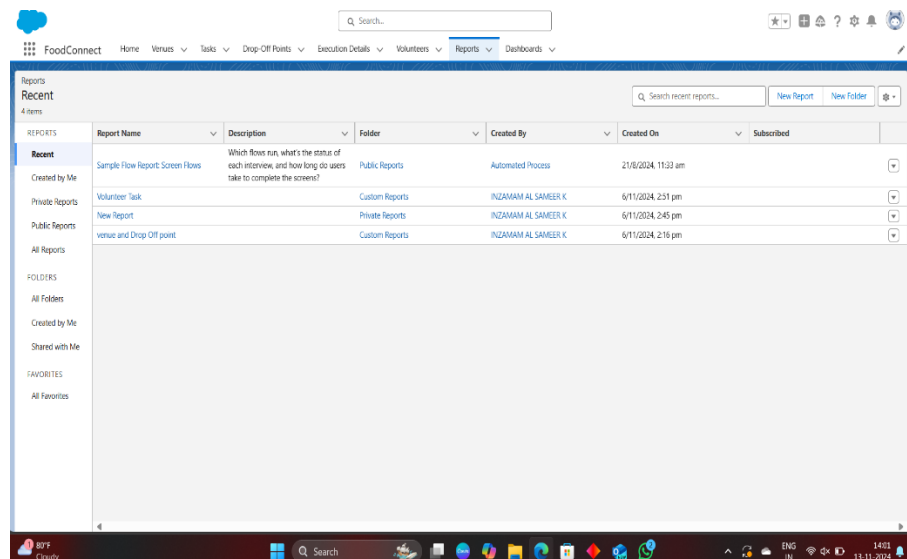 Search...
FoodConnect Home Venues Tasks Drop-Off Points Execution Details Volunteers Reports Dashboards
Reports
Recent
4 items
Search recent reports...
New Report New Folder
REPORTS
Report Name Description Folder Created By Created On Subscribed
Recent
Created by Me
Private Reports
Public Reports
All Reports
FOLDERS
All Folders
Created by Me
Shared with Me
FAVORITES
All Favorites
Sample Flow Report: Screen Flows
Which flows run, what's the status of
each interview, and how long do users
take to complete the screens?
Public Reports Automated Process 21/8/2024, 11:33 am
Volunteer Task Custom Reports INZAMAM AL SAMEER K 6/11/2024, 2:51 pm
New Report Private Reports INZAMAM AL SAMEER K 6/11/2024, 2:45 pm
venue and Drop Off point Custom Reports INZAMAM AL SAMEER K 6/11/2024, 2:16 pm
1
80°F
Cloudy
Search
ENG
IN
14:01
13-11-2024